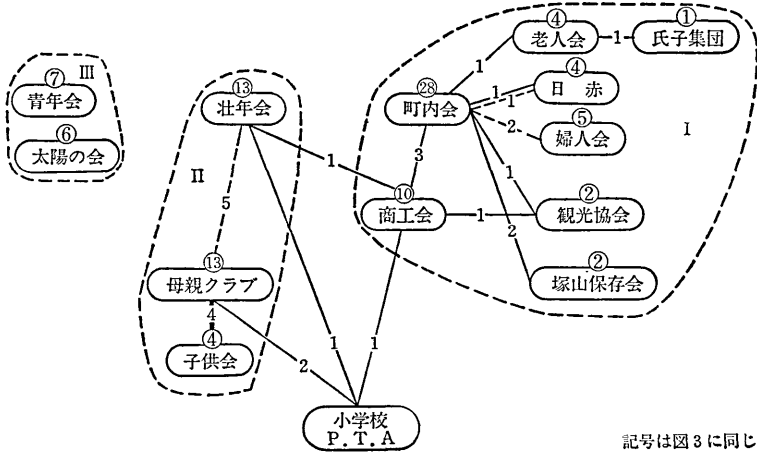 ④
老人会
1
①
氏子集団
1
㉘
町内会
1
1
④
日 赤
2
⑤
婦人会
I
3
1
2
②
観光協会
1
⑩
商工会
②
塚山保存会
III
⑦
青年会
⑥
太陽の会
⑬
壮年会
II
1
5
⑬
母親クラブ
4
④
子供会
2
1
1
小学校
P.T.A
記号は図3に同じ